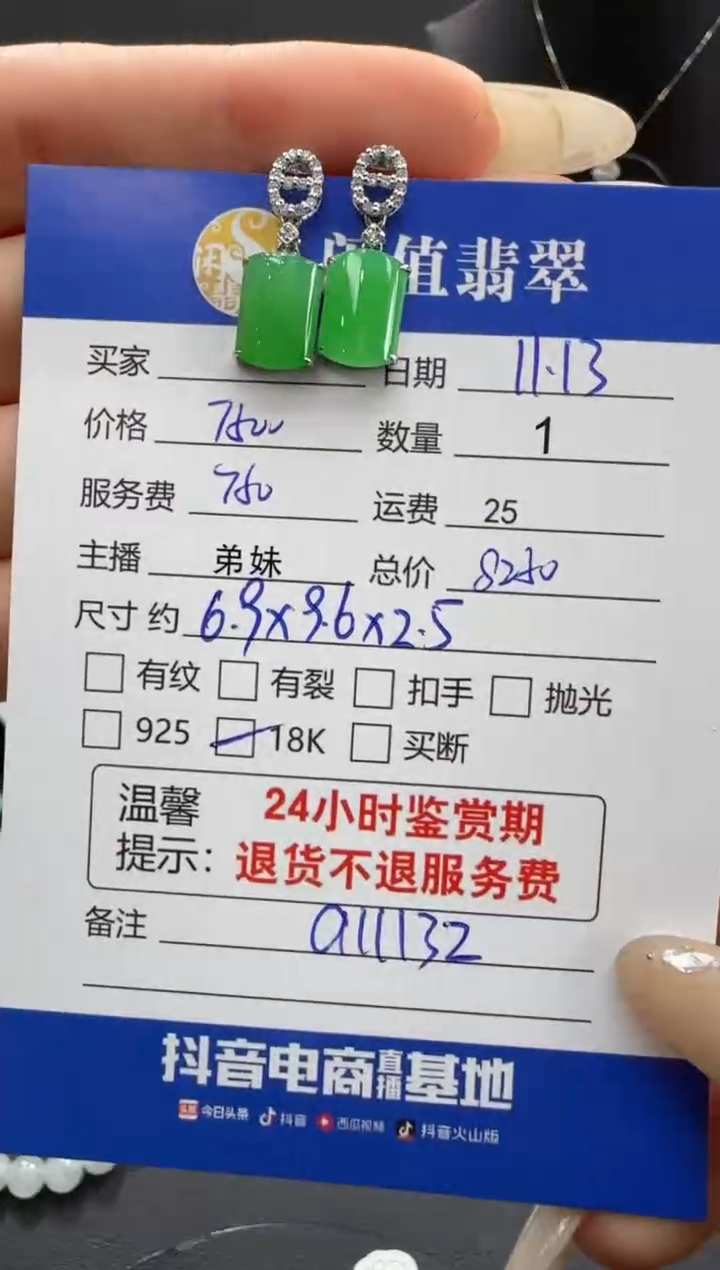 值翡翠
买家 日期 11.13
价格 7500 数量 1
服务费 750 运费 25
主播 弟妹 总价 8250
尺寸 约 6.9x9.6x2.5
有纹 有裂 扣手 抛光
925 18K 买断
温馨 24小时鉴赏期
提示： 退货不退服务费
备注 a111132
抖音电商直播基地
今日头条 抖音 西瓜视频 抖音火山版